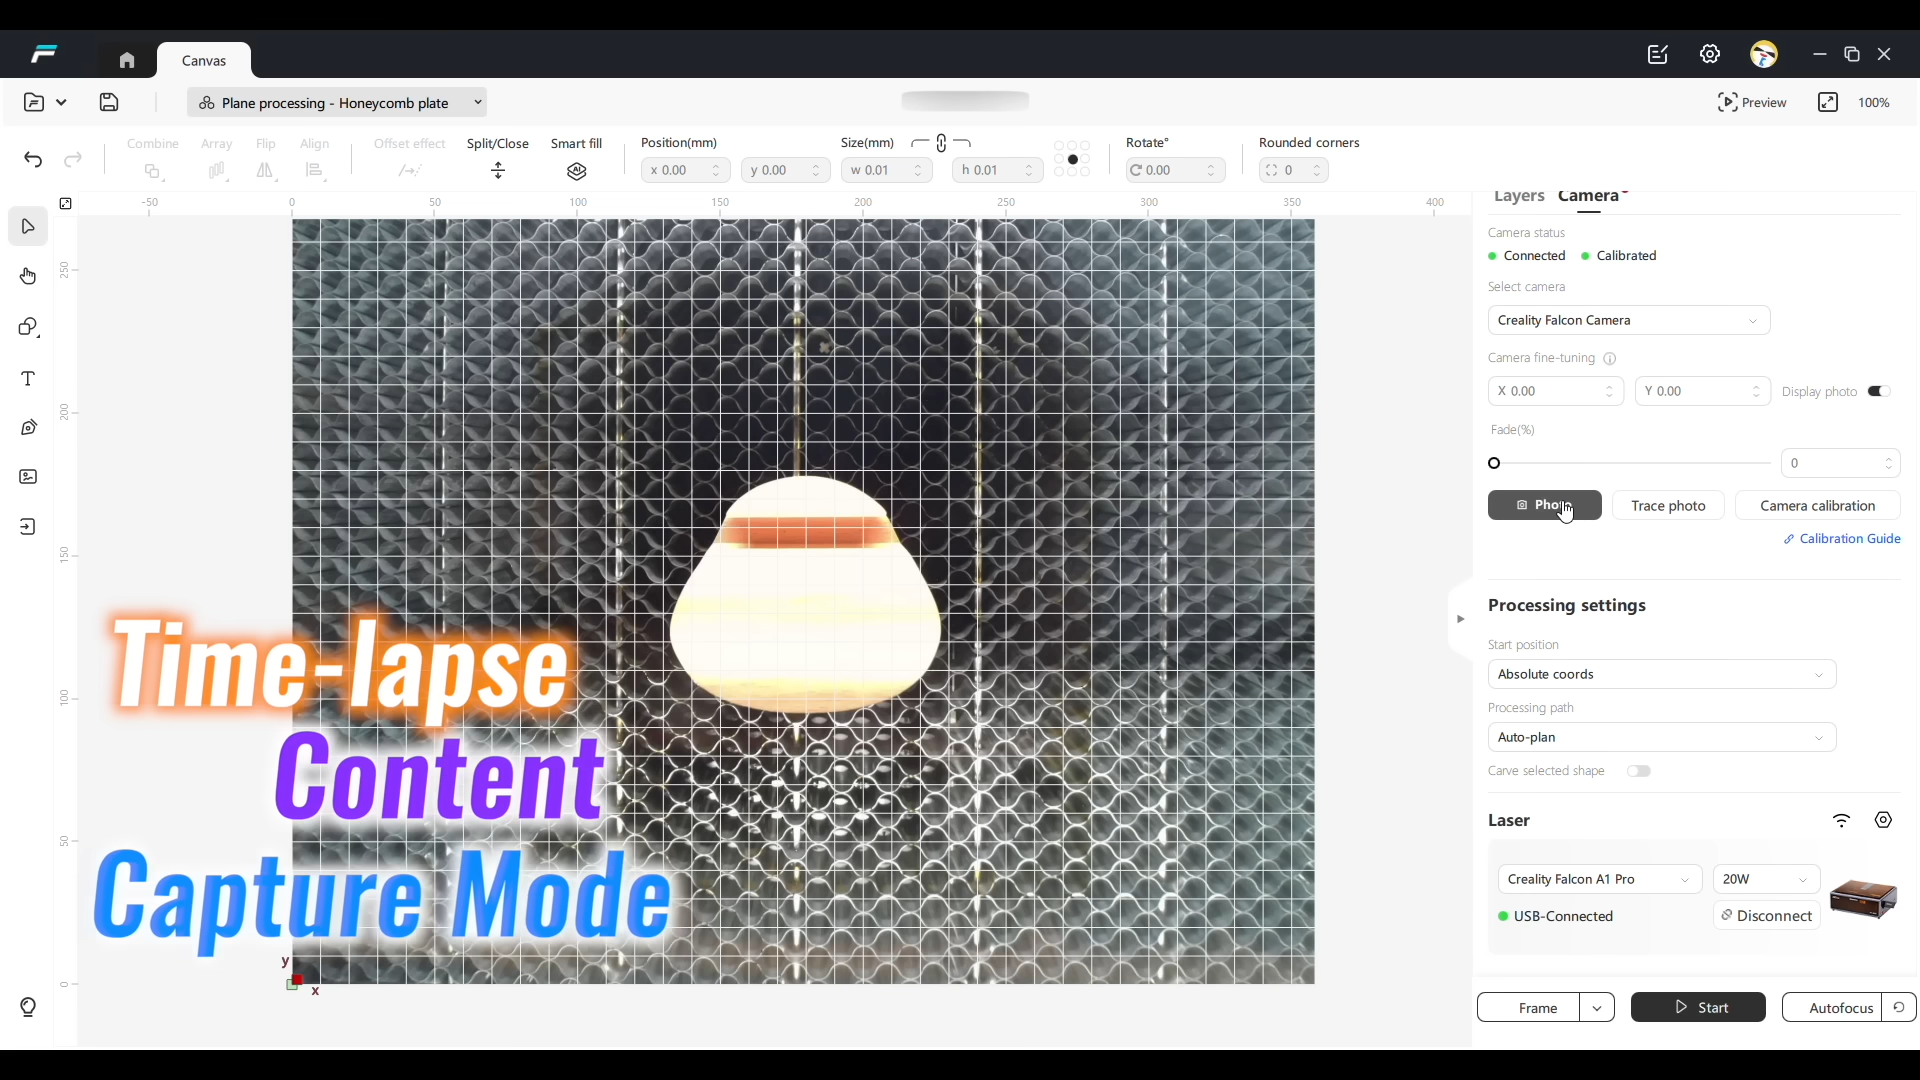 Canvas
Plane processing - Honeycomb plate
Preview
100%
Combine
Array
Flip
Align
Offset effect
Split/Close
Smart fill
Position(mm)
Size(mm)
Rotate°
Rounded corners
x 0.00
y 0.00
w 0.01
h 0.01
0.00
0
-50
0
50
100
150
200
250
300
350
400
250
200
150
100
50
0
y
x
Time-lapse
Content
Capture Mode
Layers Camera
Camera status
Connected
Calibrated
Select camera
Creality Falcon Camera
Camera fine-tuning
X 0.00
Y 0.00
Display photo
Fade(%)
0
Trace photo
Camera calibration
Calibration Guide
Processing settings
Start position
Absolute coords
Processing path
Auto-plan
Carve selected shape
Laser
Creality Falcon A1 Pro
20W
USB-Connected
Disconnect
Frame
Start
Autofocus